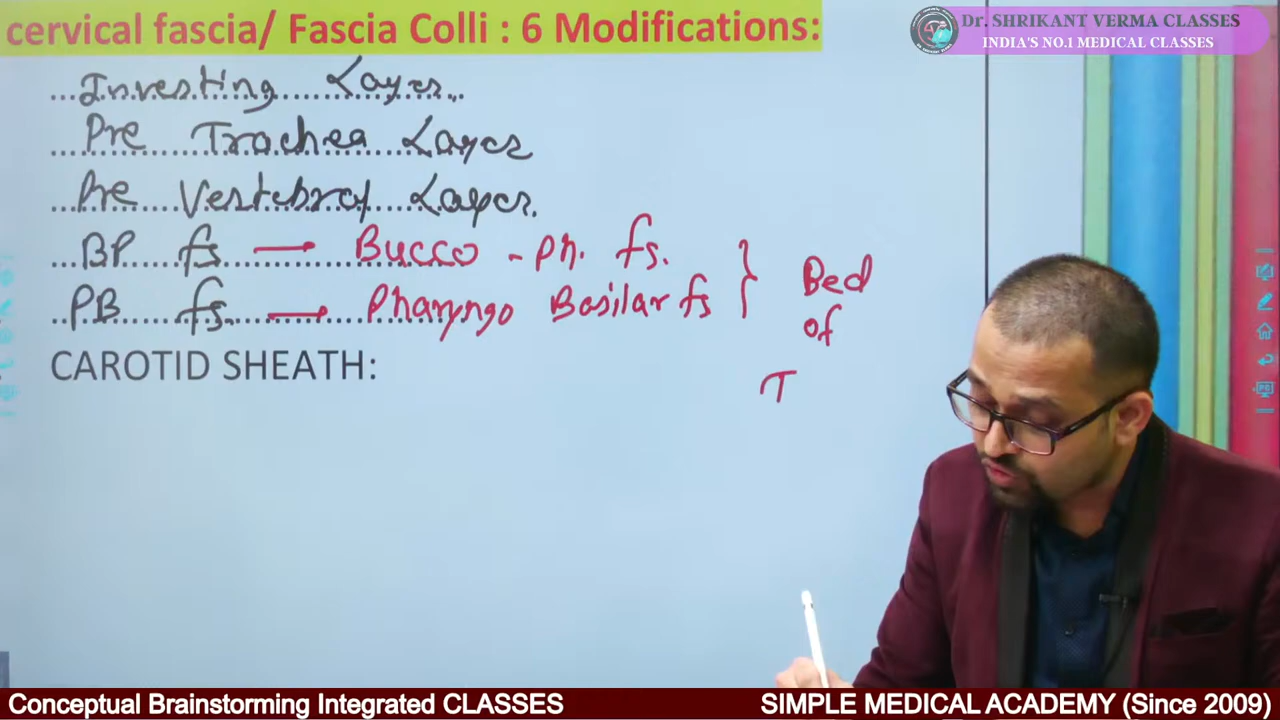 cervical fascia/ Fascia Colli : 6 Modifications:
Dr. SHRIKANT VERMA CLASSES
INDIA'S NO.1 MEDICAL CLASSES
Investing Layer
Pre Trachea Layer
Pre Vertebral Layer
BP fs → Bucco - Ph. fs.
PB fs. → Pharyngo Basilar fs
} Bed
of
T
CAROTID SHEATH:
Conceptual Brainstorming Integrated CLASSES
SIMPLE MEDICAL ACADEMY (Since 2009)